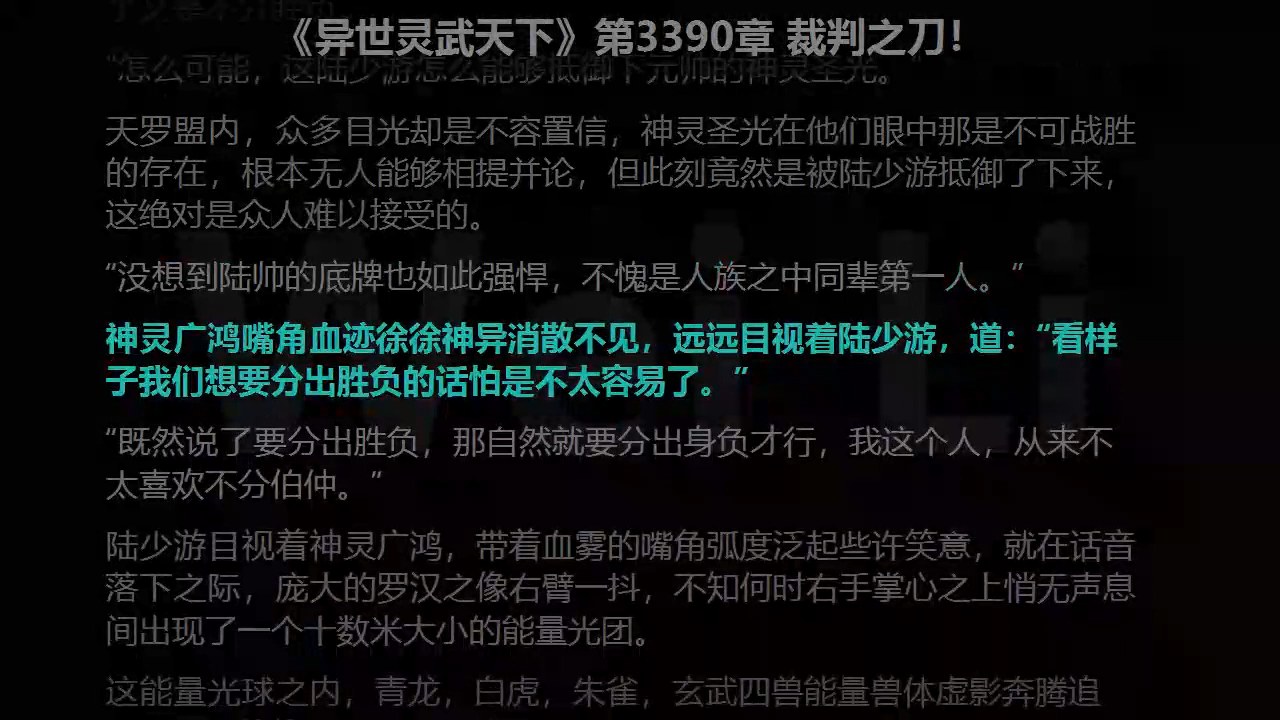 《异世灵武天下》第3390章 裁判之刀！
“怎么可能，这陆少游怎么能够抵御下元帅的神灵圣光。”
天罗盟内，众多目光却是不容置信，神灵圣光在他们眼中那是不可战胜
的存在，根本无人能够相提并论，但此刻竟然是被陆少游抵御了下来，
这绝对是众人难以接受的。
“没想到陆帅的底牌也如此强悍，不愧是人族之中同辈第一人。”
神灵广鸿嘴角血迹徐徐神异消散不见，远远目视着陆少游，道：“看样
子我们想要分出胜负的话怕是不太容易了。”
“既然说了要分出胜负，那自然就要分出身负才行，我这个人，从来不
太喜欢不分伯仲。”
陆少游目视着神灵广鸿，带着血雾的嘴角弧度泛起些许笑意，就在话音
落下之际，庞大的罗汉之像右臂一抖，不知何时右手掌心之上悄无声息
间出现了一个十数米大小的能量光团。
这能量光球之内，青龙，白虎，朱雀，玄武四兽能量兽体虚影奔腾追
Wei Li